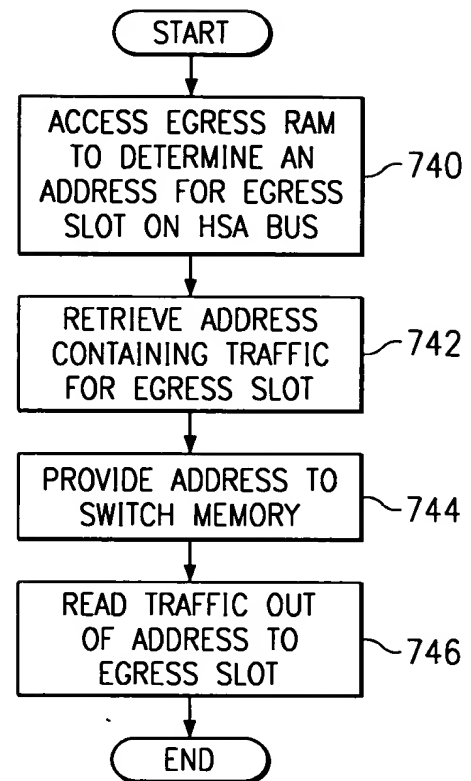 START
ACCESS EGRESS RAM
TO DETERMINE AN
ADDRESS FOR EGRESS
SLOT ON HSA BUS
740
RETRIEVE ADDRESS
CONTAINING TRAFFIC
FOR EGRESS SLOT
742
PROVIDE ADDRESS TO
SWITCH MEMORY
744
READ TRAFFIC OUT
OF ADDRESS TO
EGRESS SLOT
746
END